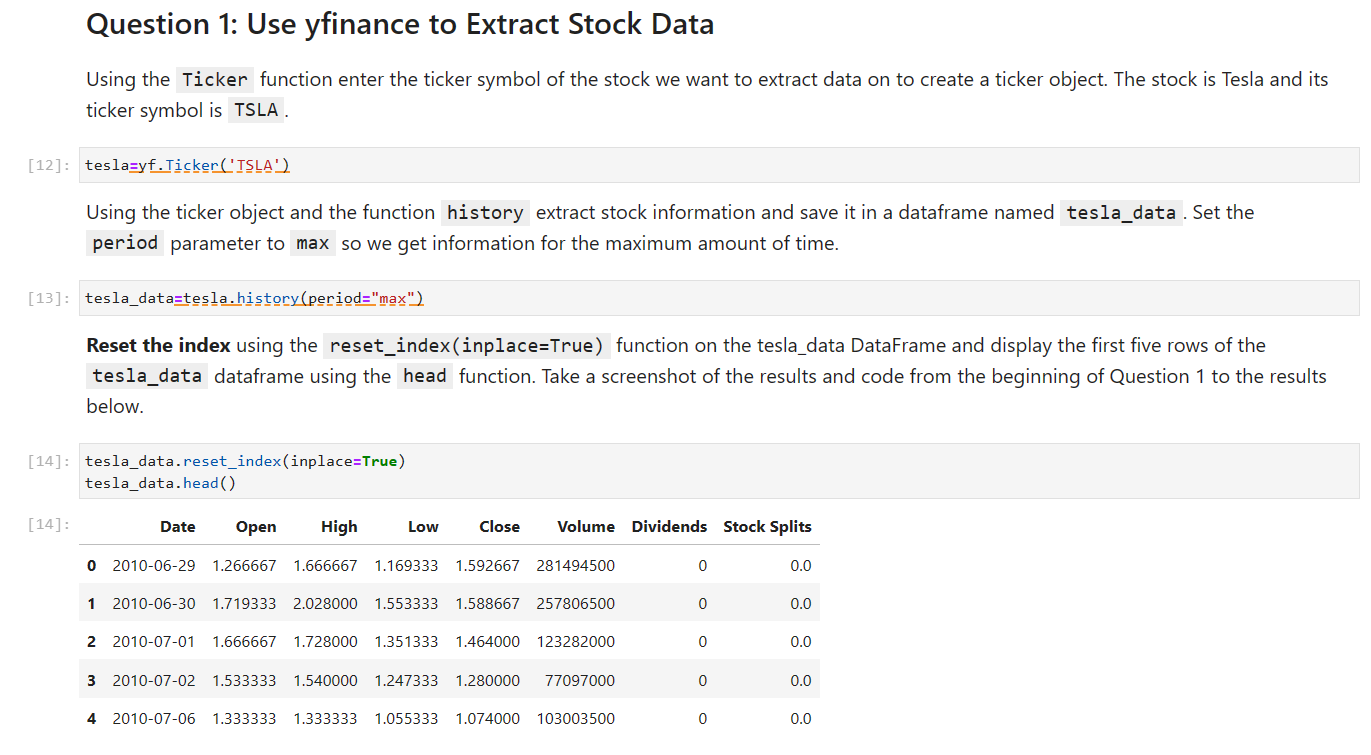 Question 1: Use yfinance to Extract Stock Data
Using the Ticker function enter the ticker symbol of the stock we want to extract data on to create a ticker object. The stock is Tesla and its
ticker symbol is TSLA.
[12]: tesla=yf.Ticker('TSLA')
Using the ticker object and the function history extract stock information and save it in a dataframe named tesla_data. Set the
period parameter to max so we get information for the maximum amount of time.
[13]: tesla_data=tesla.history(period="max")
Reset the index using the reset_index(inplace=True) function on the tesla_data DataFrame and display the first five rows of the
tesla_data dataframe using the head function. Take a screenshot of the results and code from the beginning of Question 1 to the results
below.
[14]: tesla_data.reset_index(inplace=True)
tesla_data.head()
[14]: Date Open High Low Close Volume Dividends Stock Splits
0 2010-06-29 1.266667 1.666667 1.169333 1.592667 281494500 0 0.0
1 2010-06-30 1.719333 2.028000 1.553333 1.588667 257806500 0 0.0
2 2010-07-01 1.666667 1.728000 1.351333 1.464000 123282000 0 0.0
3 2010-07-02 1.533333 1.540000 1.247333 1.280000 77097000 0 0.0
4 2010-07-06 1.333333 1.333333 1.055333 1.074000 103003500 0 0.0